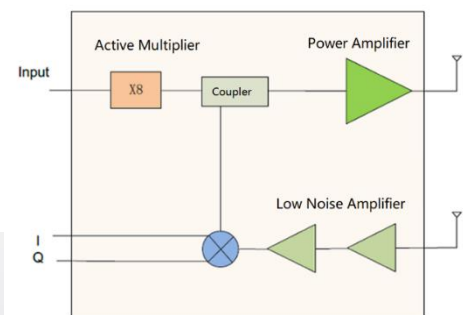 Active Multiplier
Power Amplifier
Input
X8
Coupler
Low Noise Amplifier
I
Q